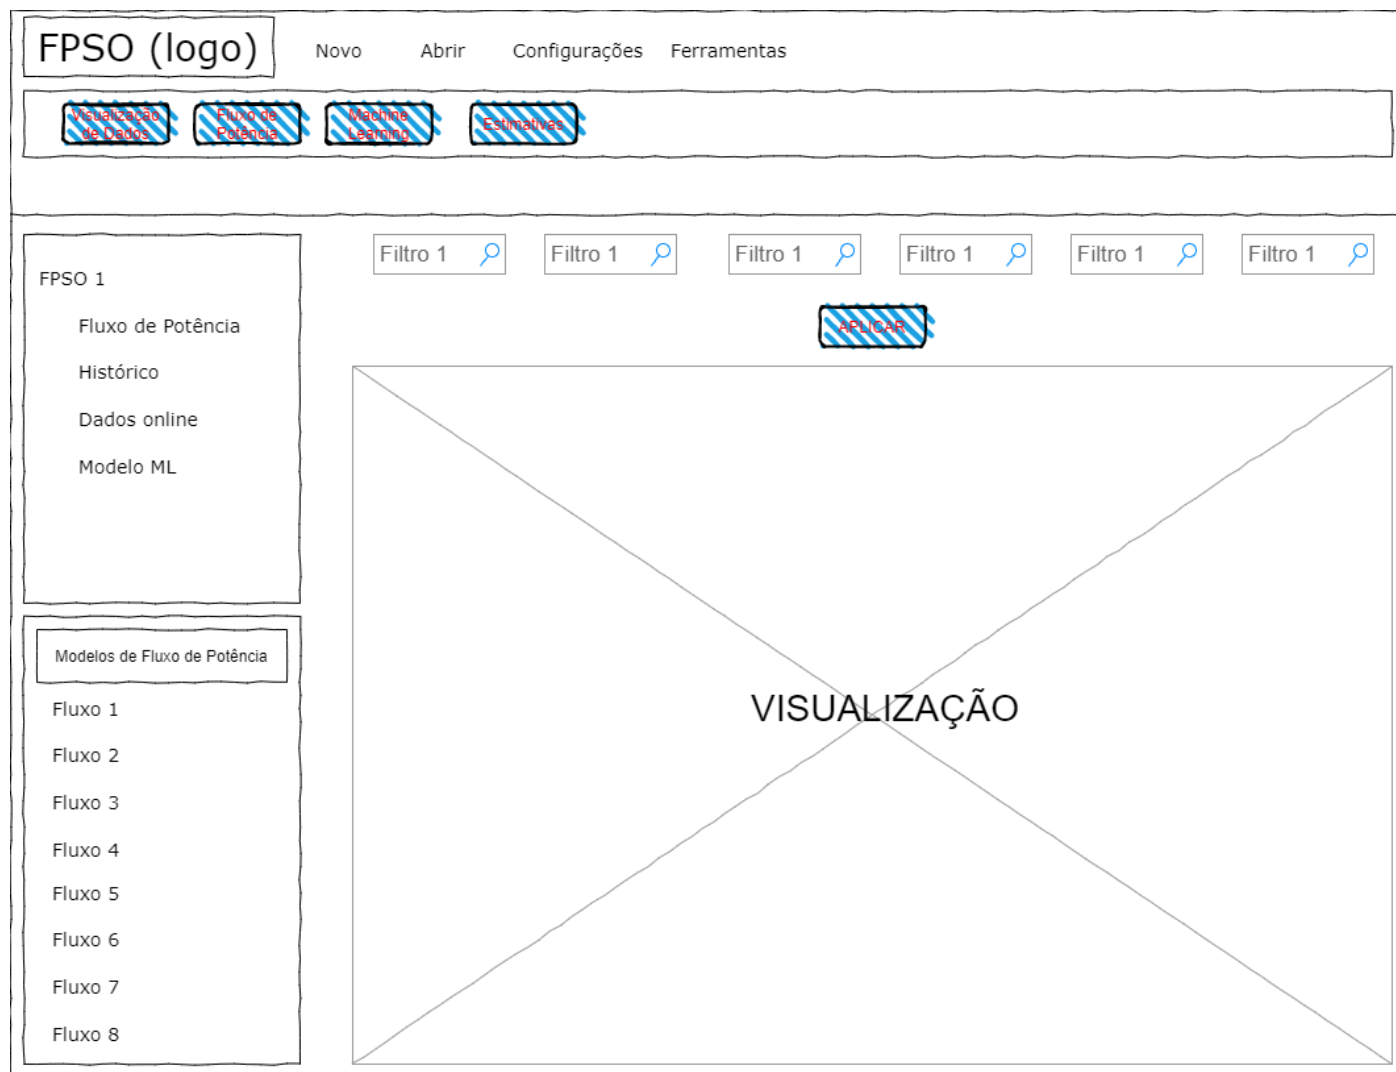 FPSO (logo)
Novo
Abrir
Configurações
Ferramentas
Visualização
de Dados
Fluxo de
Potência
Machine
Learning
Estimativas
Filtro 1
Filtro 1
Filtro 1
Filtro 1
Filtro 1
Filtro 1
APLICAR
FPSO 1
Fluxo de Potência
Histórico
Dados online
Modelo ML
Modelos de Fluxo de Potência
Fluxo 1
Fluxo 2
Fluxo 3
Fluxo 4
Fluxo 5
Fluxo 6
Fluxo 7
Fluxo 8
VISUALIZAÇÃO